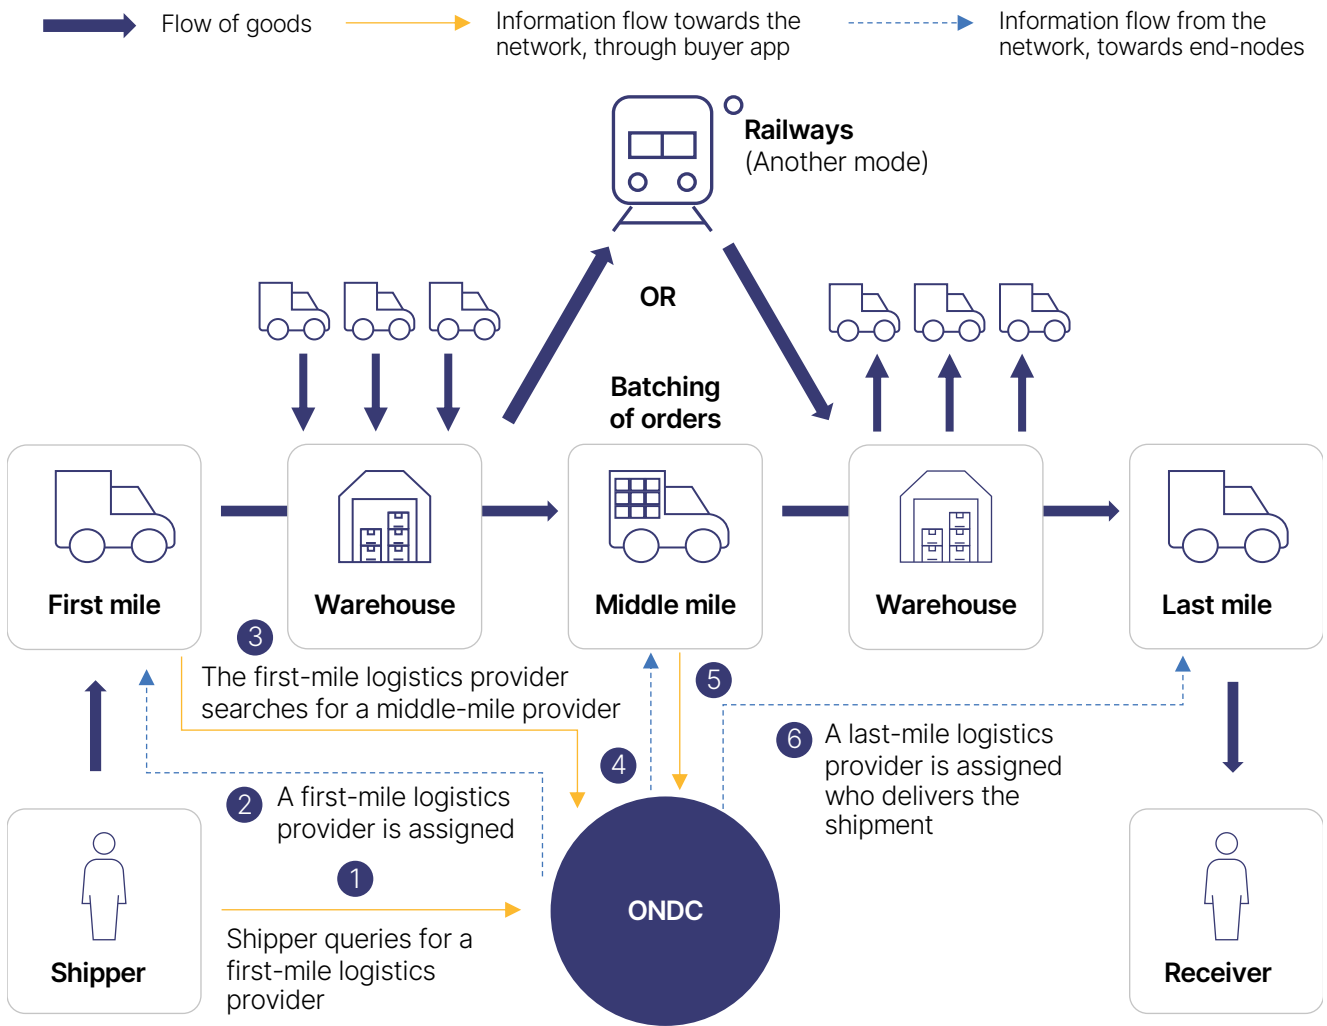 Flow of goods
Information flow towards the
network, through buyer app
Information flow from the
network, towards end-nodes
Railways
(Another mode)
OR
Batching
of orders
First mile
Warehouse
Middle mile
Warehouse
Last mile
3
The first-mile logistics provider
searches for a middle-mile provider
5
4
6
A last-mile logistics
provider is assigned
who delivers the
shipment
2
A first-mile logistics
provider is assigned
1
Shipper queries for a
first-mile logistics
provider
ONDC
Shipper
Receiver